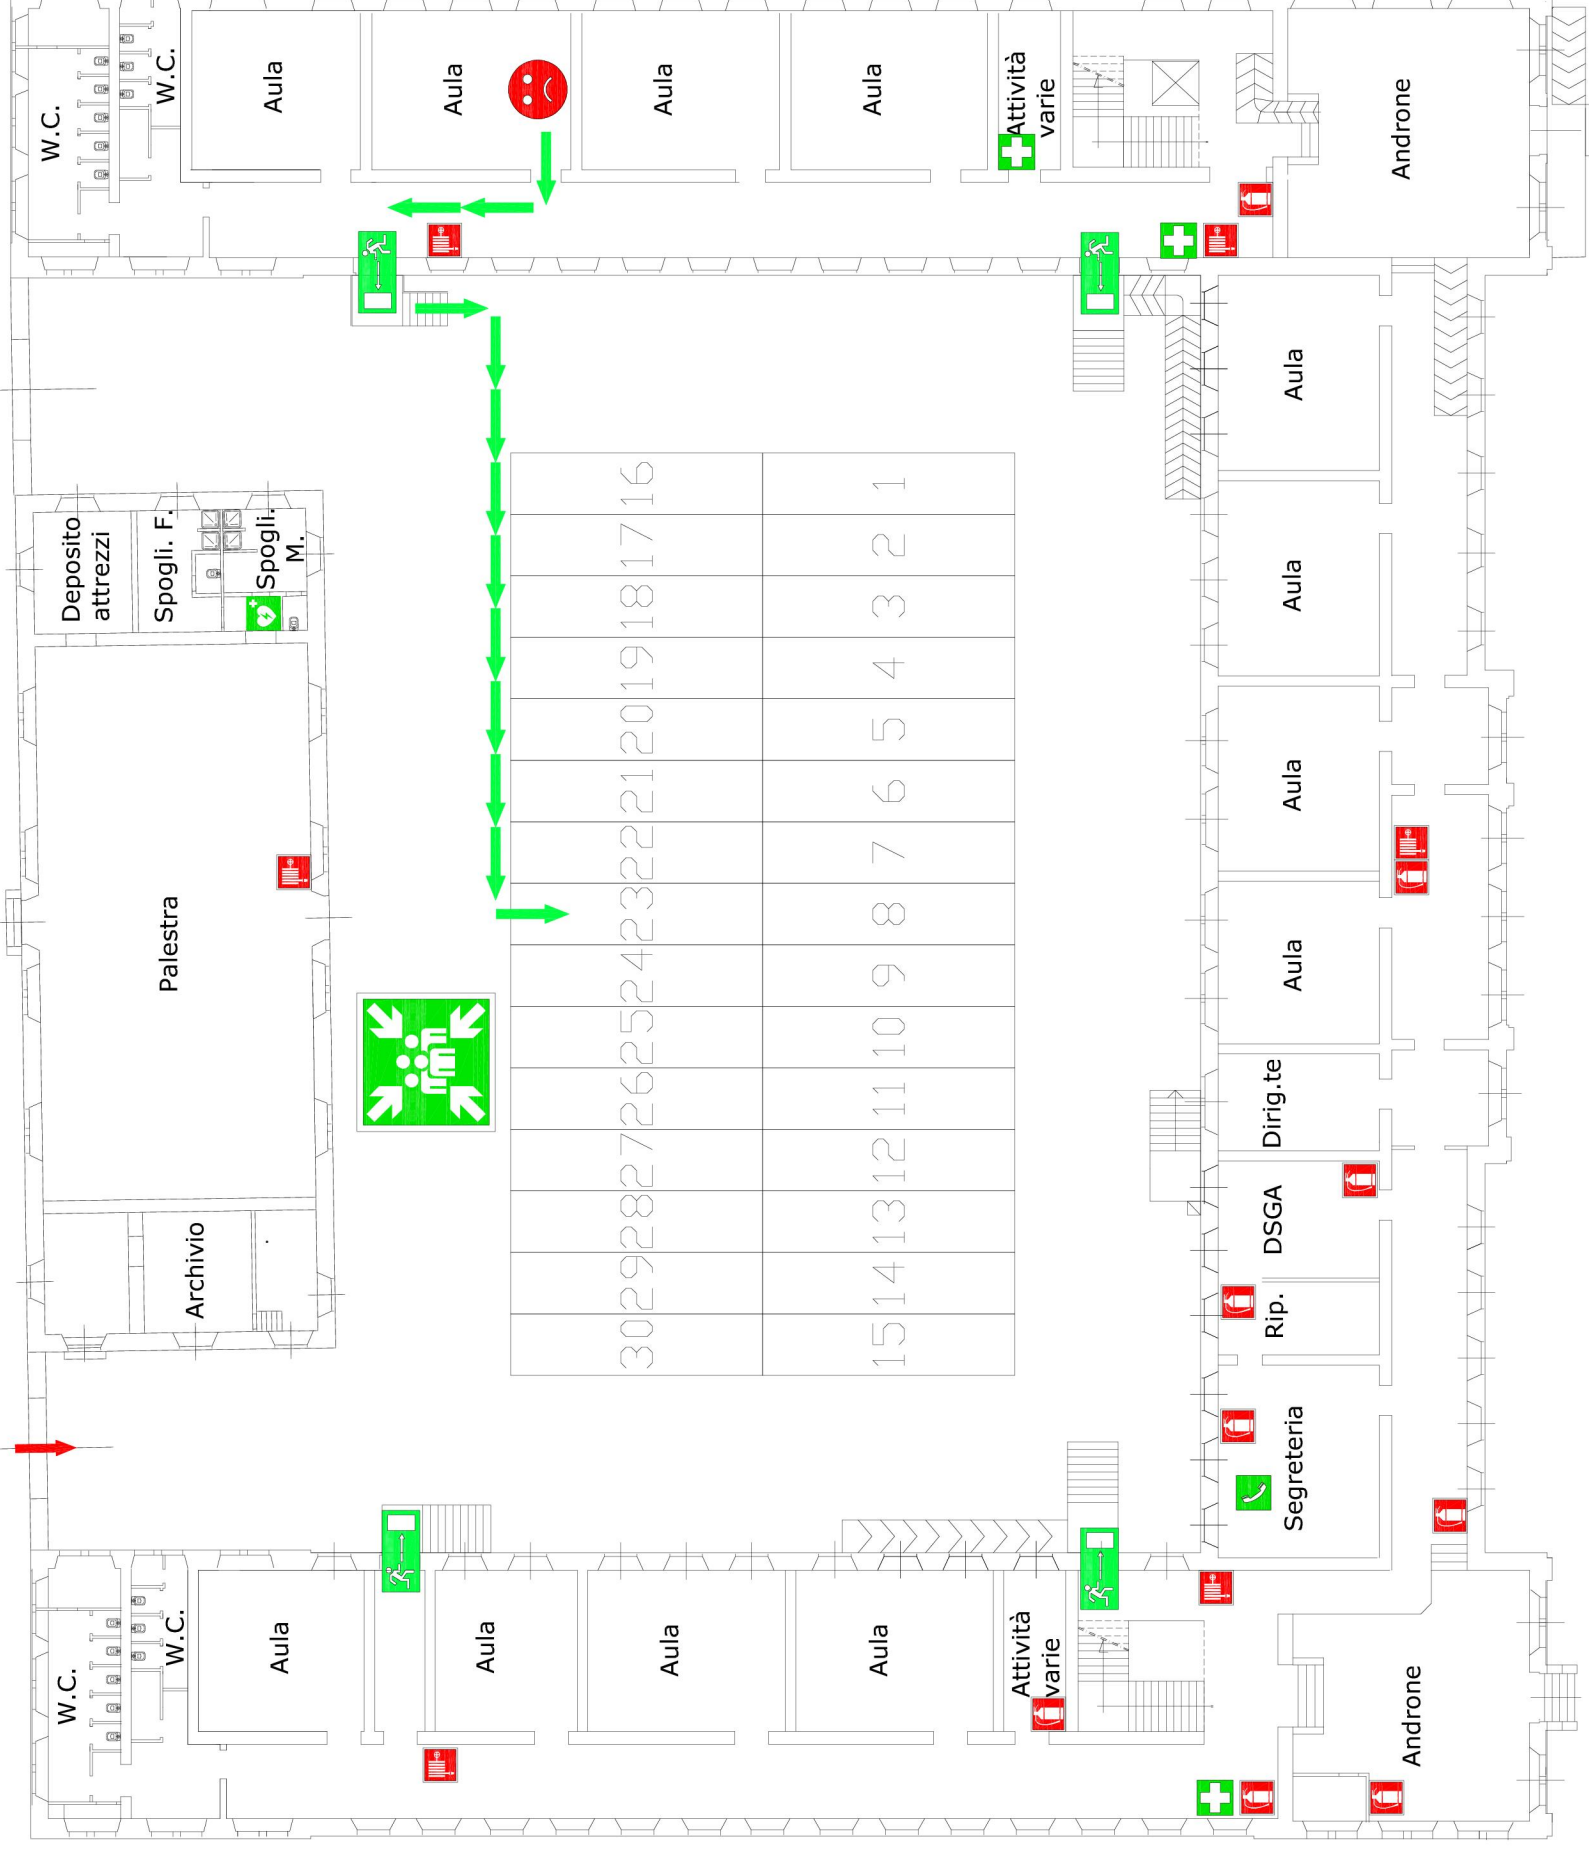 W.C.
W.C.
Aula
Aula
Aula
Aula
Attività
varie
Androne
Aula
Aula
Aula
Aula
Dirig.te
DSGA
Rip.
Segreteria
Deposito
attrezzi
Spogli. F.
Spogli.
M.
Palestra
Archivio
16
17
18
19
20
21
22
23
24
25
26
27
28
29
30
1
2
3
4
5
6
7
8
9
10
11
12
13
14
15
W.C.
W.C.
Aula
Aula
Aula
Aula
Attività
varie
Androne